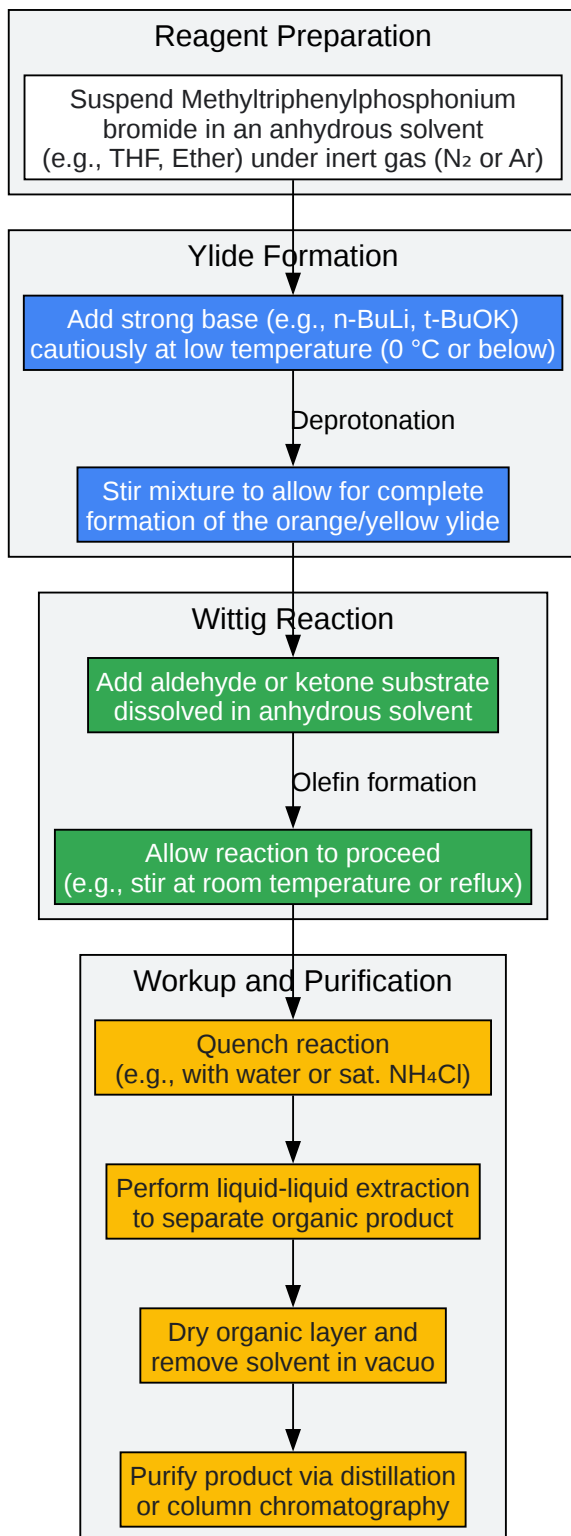 Reagent Preparation
Suspend Methyltriphenylphosphonium
bromide in an anhydrous solvent
(e.g., THF, Ether) under inert gas (N₂ or Ar)
Ylide Formation
Add strong base (e.g., n-BuLi, t-BuOK)
cautiously at low temperature (0 °C or below)
Deprotonation
Stir mixture to allow for complete
formation of the orange/yellow ylide
Wittig Reaction
Add aldehyde or ketone substrate
dissolved in anhydrous solvent
Olefin formation
Allow reaction to proceed
(e.g., stir at room temperature or reflux)
Workup and Purification
Quench reaction
(e.g., with water or sat. NH₄Cl)
Perform liquid-liquid extraction
to separate organic product
Dry organic layer and
remove solvent in vacuo
Purify product via distillation
or column chromatography